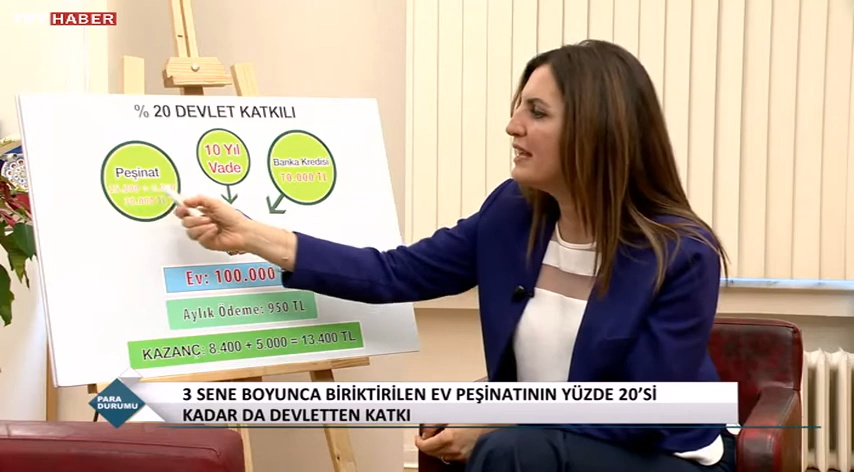 TRT HABER
% 20 DEVLET KATKILI
Peşinat
10 Yıl
Vade
Banka Kredisi
70.000 TL
Ev: 100.000
Aylık Ödeme: 950 TL
KAZANÇ: 8.400 + 5.000 = 13.400 TL
PARA
DURUMU
3 SENE BOYUNCA BİRİKTİRİLEN EV PEŞİNATININ YÜZDE 20'Sİ
KADAR DA DEVLETTEN KATKI